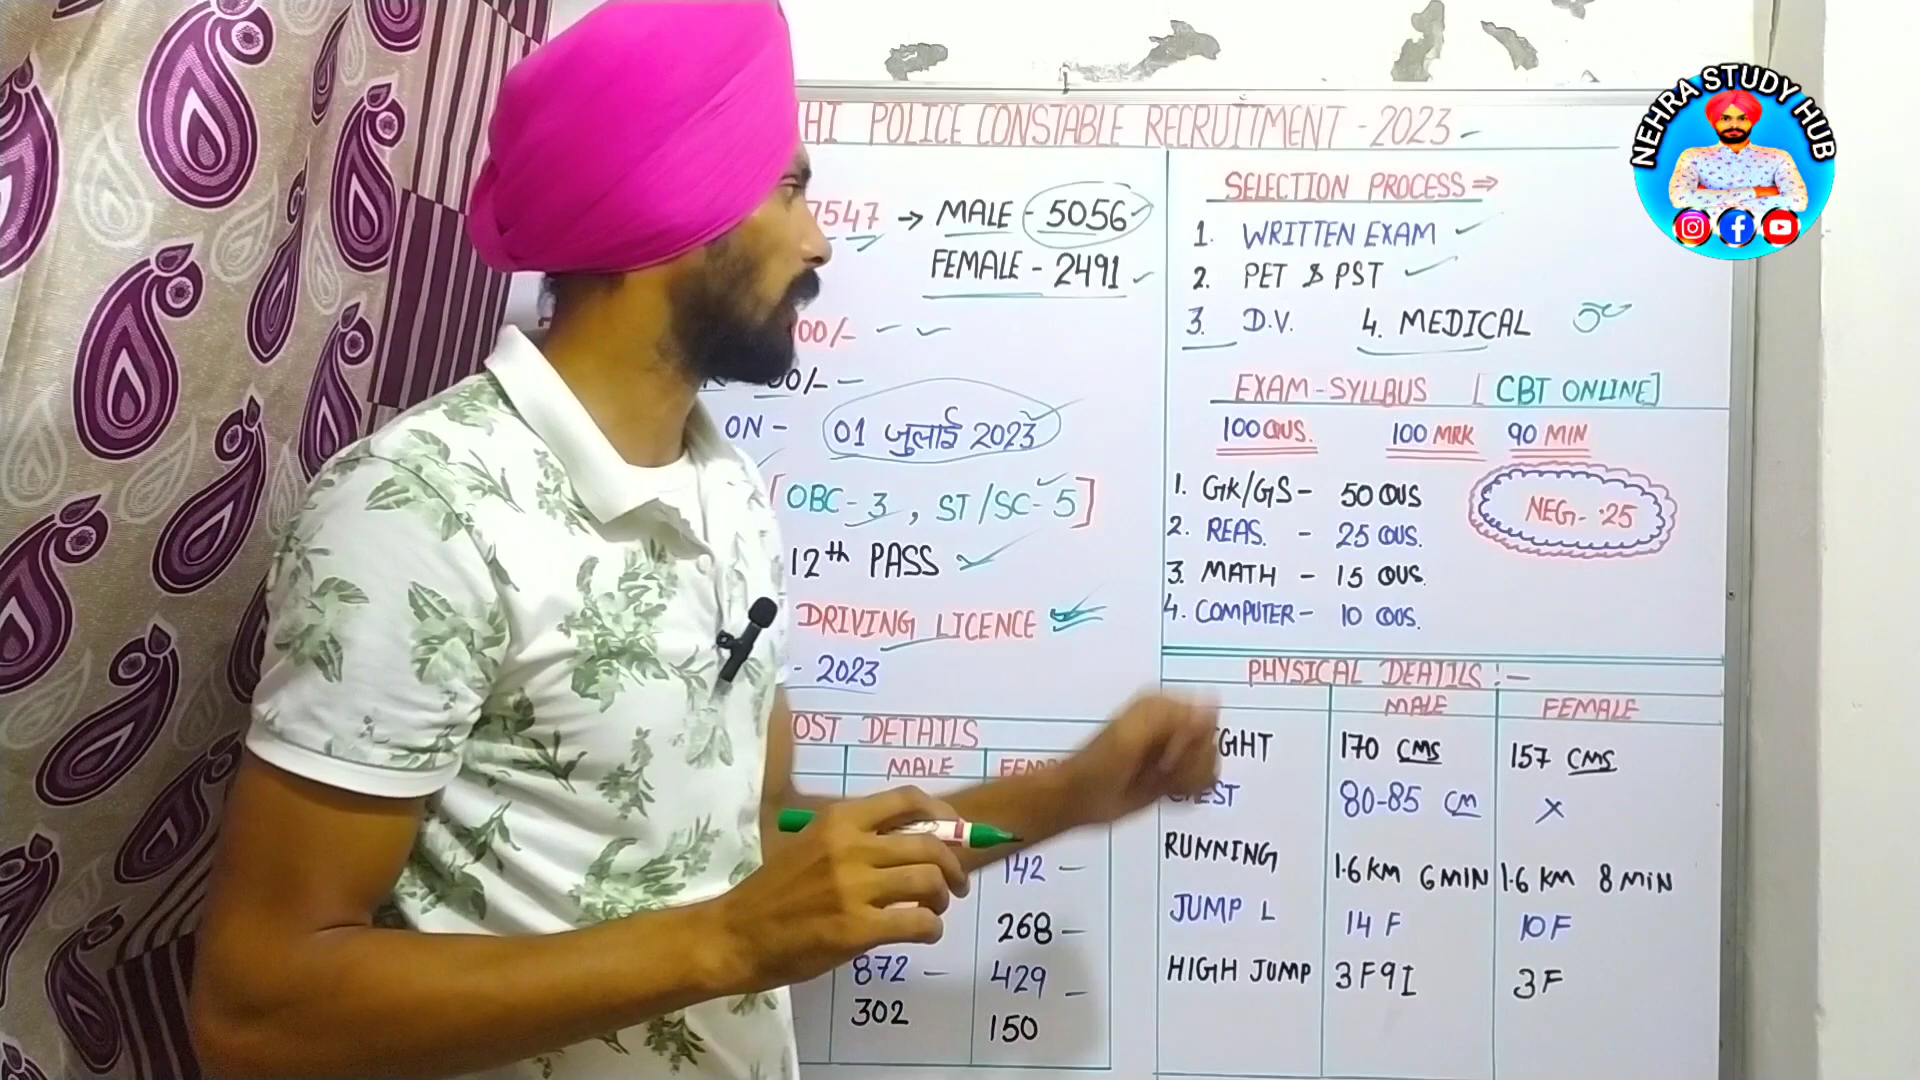 HI POLICE CONSTABLE RECRUITMENT - 2023 -
7547 → MALE - 5056
FEMALE - 2491
00/- -
00/- -
ON - 01 जुलाई 2023
[OBC - 3, ST/SC - 5]
12th PASS
DRIVING LICENCE
- 2023
OST DETAILS
MALE
142 -
268 -
872 - 429 -
302 150
SELECTION PROCESS ⇒
1. WRITTEN EXAM
2. PET & PST
3. D.V. 4. MEDICAL
EXAM - SYLLBUS [CBT ONLINE]
100 QUS. 100 MRK 90 MIN
1. GK/GS - 50 QUS
2. REAS. - 25 QUS.
3. MATH - 15 QUS.
4. COMPUTER - 10 QUS.
NEG - .25
PHYSICAL DEATILS :-
MALE FEMALE
GHT 170 CMS 157 CMS
EST 80-85 CM X
RUNNING 1.6 KM 6 MIN 1.6 KM 8 MIN
JUMP L 14 F 10 F
HIGH JUMP 3 F 9 I 3 F
NEHRA STUDY HUB